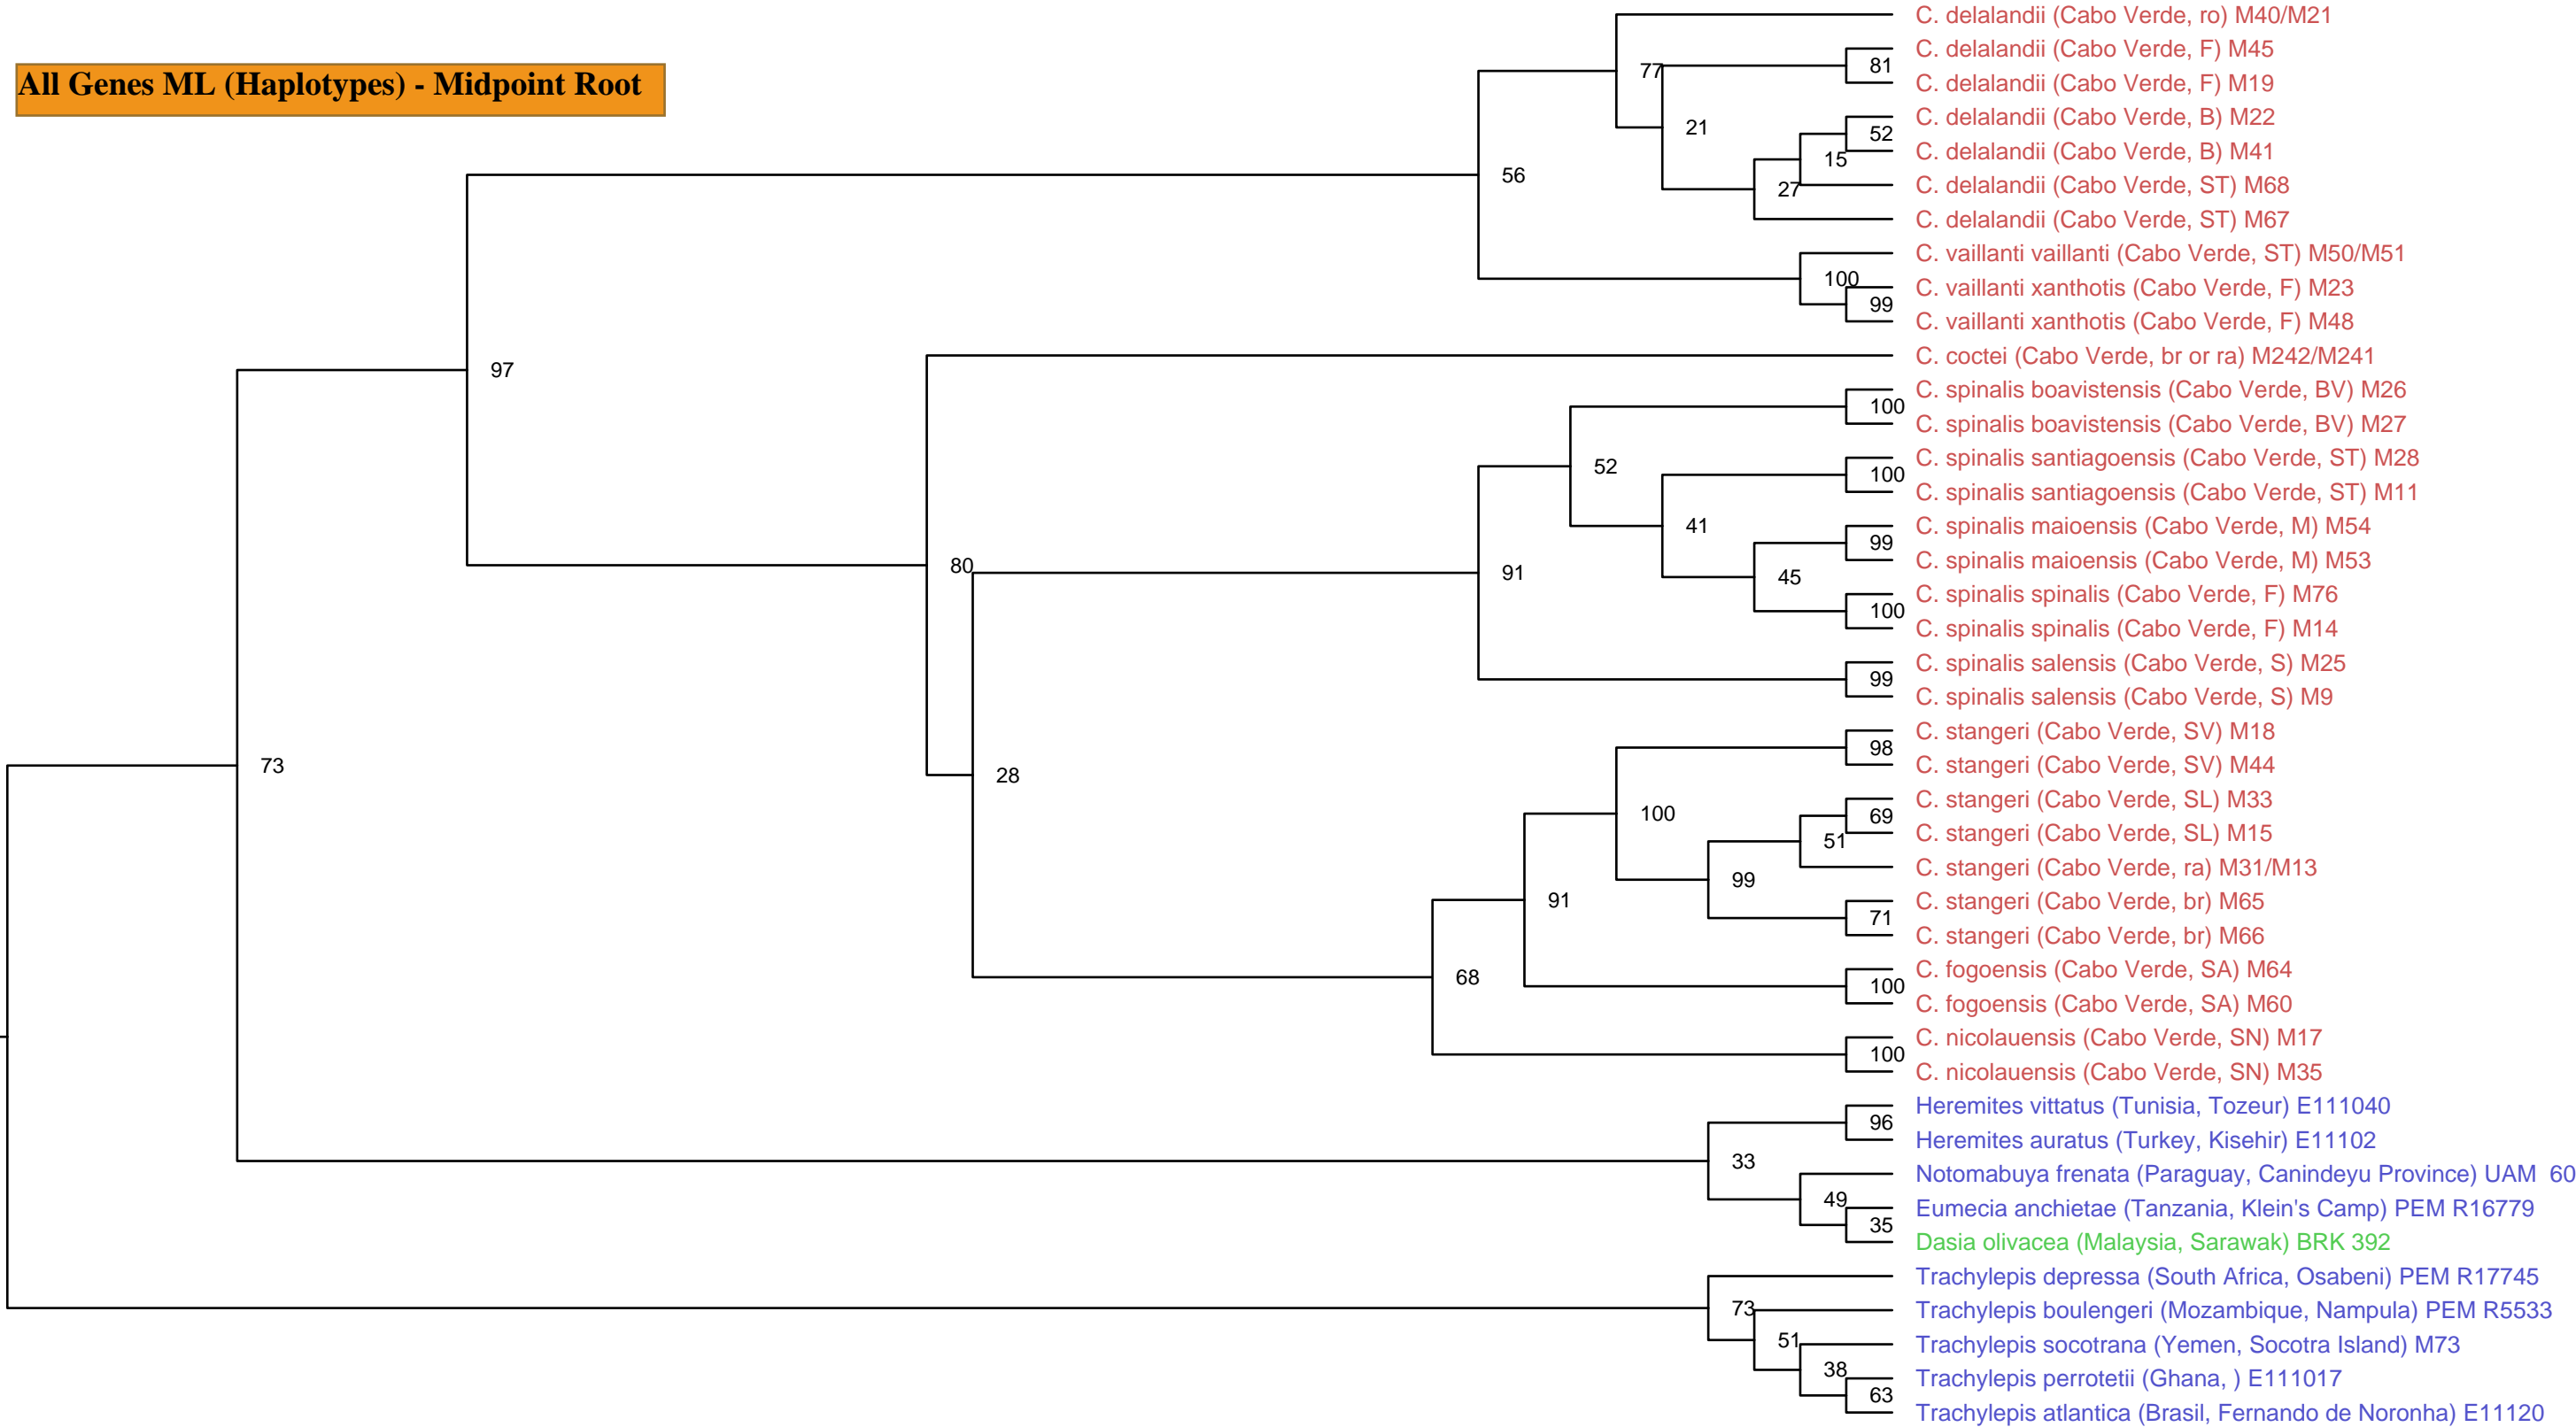 All Genes ML (Haplotypes) - Midpoint Root
C. delalandii (Cabo Verde, ro) M40/M21
C. delalandii (Cabo Verde, F) M45
77
81
C. delalandii (Cabo Verde, F) M19
C. delalandii (Cabo Verde, B) M22
21
52
C. delalandii (Cabo Verde, B) M41
15
56
C. delalandii (Cabo Verde, ST) M68
27
C. delalandii (Cabo Verde, ST) M67
C. vaillanti vaillanti (Cabo Verde, ST) M50/M51
100
C. vaillanti xanthotis (Cabo Verde, F) M23
99
C. vaillanti xanthotis (Cabo Verde, F) M48
C. coctei (Cabo Verde, br or ra) M242/M241
97
C. spinalis boavistensis (Cabo Verde, BV) M26
100
C. spinalis boavistensis (Cabo Verde, BV) M27
C. spinalis santiagoensis (Cabo Verde, ST) M28
52
100
C. spinalis santiagoensis (Cabo Verde, ST) M11
41
C. spinalis maioensis (Cabo Verde, M) M54
99
C. spinalis maioensis (Cabo Verde, M) M53
80
91
45
C. spinalis spinalis (Cabo Verde, F) M76
100
C. spinalis spinalis (Cabo Verde, F) M14
C. spinalis salensis (Cabo Verde, S) M25
99
C. spinalis salensis (Cabo Verde, S) M9
C. stangeri (Cabo Verde, SV) M18
98
C. stangeri (Cabo Verde, SV) M44
73
28
C. stangeri (Cabo Verde, SL) M33
100
69
C. stangeri (Cabo Verde, SL) M15
51
C. stangeri (Cabo Verde, ra) M31/M13
99
C. stangeri (Cabo Verde, br) M65
91
71
C. stangeri (Cabo Verde, br) M66
C. fogoensis (Cabo Verde, SA) M64
68
100
C. fogoensis (Cabo Verde, SA) M60
C. nicolauensis (Cabo Verde, SN) M17
100
C. nicolauensis (Cabo Verde, SN) M35
Heremites vittatus (Tunisia, Tozeur) E111040
96
Heremites auratus (Turkey, Kisehir) E11102
33
Notomabuya frenata (Paraguay, Canindeyu Province) UAM 60
49
Eumecia anchietae (Tanzania, Klein's Camp) PEM R16779
35
Dasia olivacea (Malaysia, Sarawak) BRK 392
Trachylepis depressa (South Africa, Osabeni) PEM R17745
73
Trachylepis boulengeri (Mozambique, Nampula) PEM R5533
51
Trachylepis socotrana (Yemen, Socotra Island) M73
38
Trachylepis perrotetii (Ghana, ) E111017
63
Trachylepis atlantica (Brasil, Fernando de Noronha) E11120